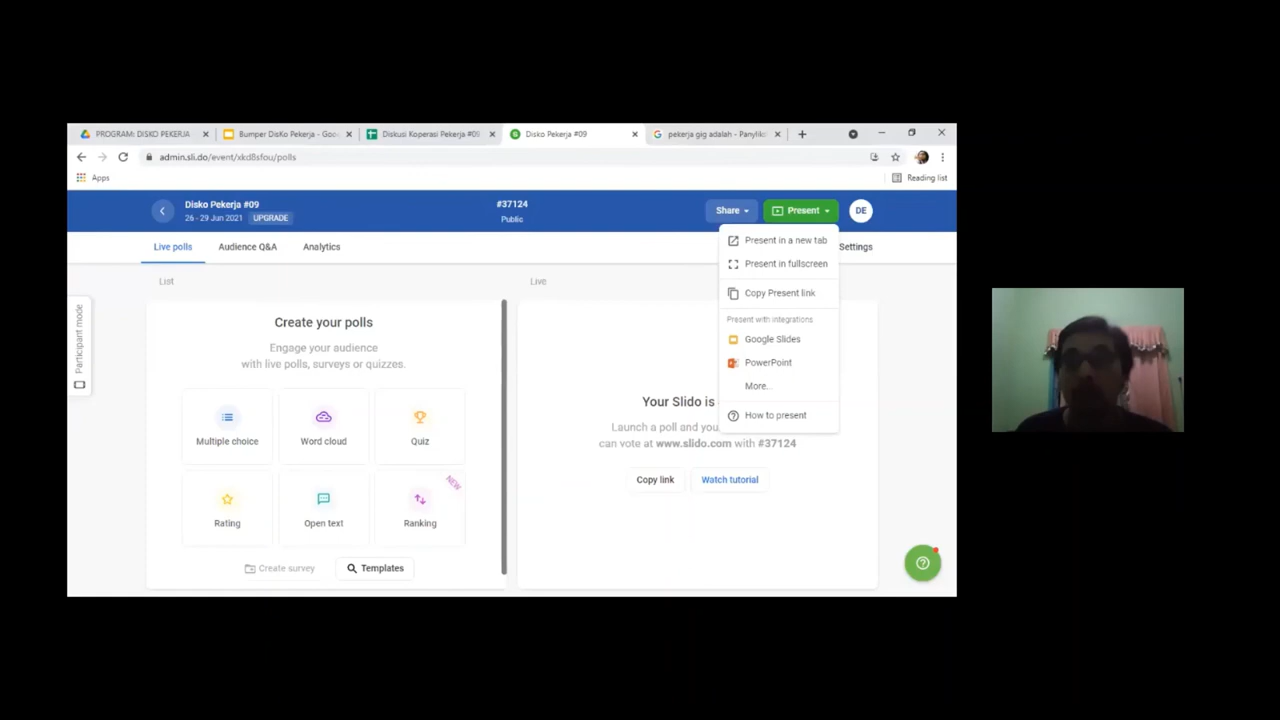 PROGRAM: DISKO PEKERJA
Bumper DisKo Pekerja - Goo
Diskusi Koperasi Pekerja #09
Disko Pekerja #09
pekerja gig adalah - Panyfiks
admin.sli.do/event/xkd8sfou/polls
Apps
Reading list
Disko Pekerja #09
26 - 29 Jun 2021 UPGRADE
#37124
Public
Share
Present
DE
Live polls
Audience Q&A
Analytics
Settings
Present in a new tab
Present in fullscreen
Copy Present link
Present with integrations
Google Slides
PowerPoint
More...
How to present
Participant mode
List
Create your polls
Engage your audience
with live polls, surveys or quizzes.
Multiple choice
Word cloud
Quiz
NEW
Rating
Open text
Ranking
Create survey
Templates
Live
Your Slido is
Launch a poll and you
can vote at www.slido.com with #37124
Copy link
Watch tutorial